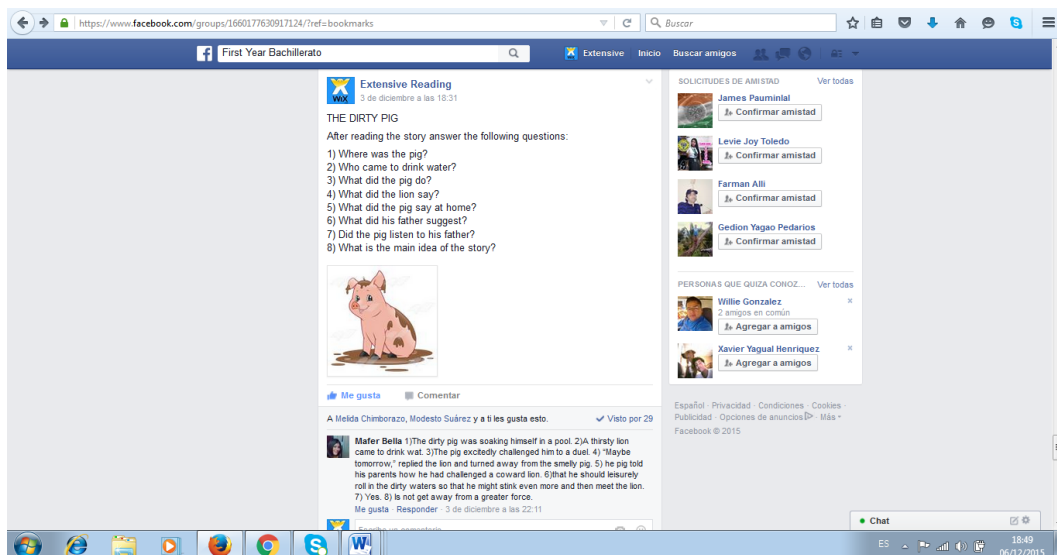 https://www.facebook.com/groups/1660177630917124/?ref=bookmarks
Buscar
First Year Bachillerato
Extensive Inicio Buscar amigos
WiX
Extensive Reading
3 de diciembre a las 18:31
THE DIRTY PIG
After reading the story answer the following questions:
1) Where was the pig?
2) Who came to drink water?
3) What did the pig do?
4) What did the lion say?
5) What did the pig say at home?
6) What did his father suggest?
7) Did the pig listen to his father?
8) What is the main idea of the story?
Me gusta Comentar
A Melida Chimborazo, Modesto Suárez y a ti les gusta esto. Visto por 29
Mafer Bella 1)The dirty pig was soaking himself in a pool. 2)A thirsty lion
came to drink wat. 3)The pig excitedly challenged him to a duel. 4) “Maybe
tomorrow,” replied the lion and turned away from the smelly pig. 5) he pig told
his parents how he had challenged a coward lion. 6)that he should leisurely
roll in the dirty waters so that he might stink even more and then meet the lion.
7) Yes. 8) Is not get away from a greater force.
Me gusta · Responder · 3 de diciembre a las 22:11
SOLICITUDES DE AMISTAD Ver todas
James Pauminlal
Confirmar amistad
Levie Joy Toledo
Confirmar amistad
Farman Alli
Confirmar amistad
Gedion Yagao Pedarios
Confirmar amistad
PERSONAS QUE QUIZÁ CONOZ... Ver todas
Willie Gonzalez
2 amigos en común
Agregar a amigos
Xavier Yagual Henriquez
Agregar a amigos
Español · Privacidad · Condiciones · Cookies ·
Publicidad · Opciones de anuncios · Más
Facebook © 2015
Chat
ES
18:49
06/12/2015